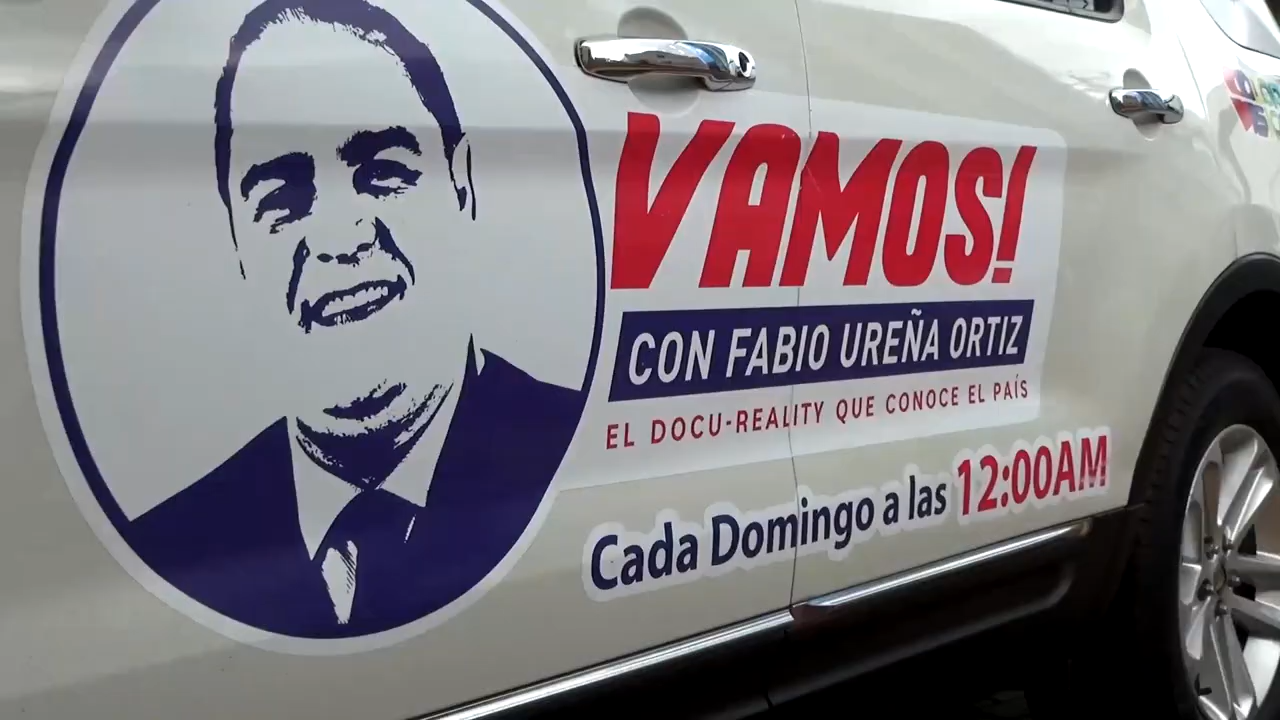 VAMOS!
CON FABIO UREÑA ORTIZ
EL DOCU-REALITY QUE CONOCE EL PAÍS
Cada Domingo a las 12:00AM